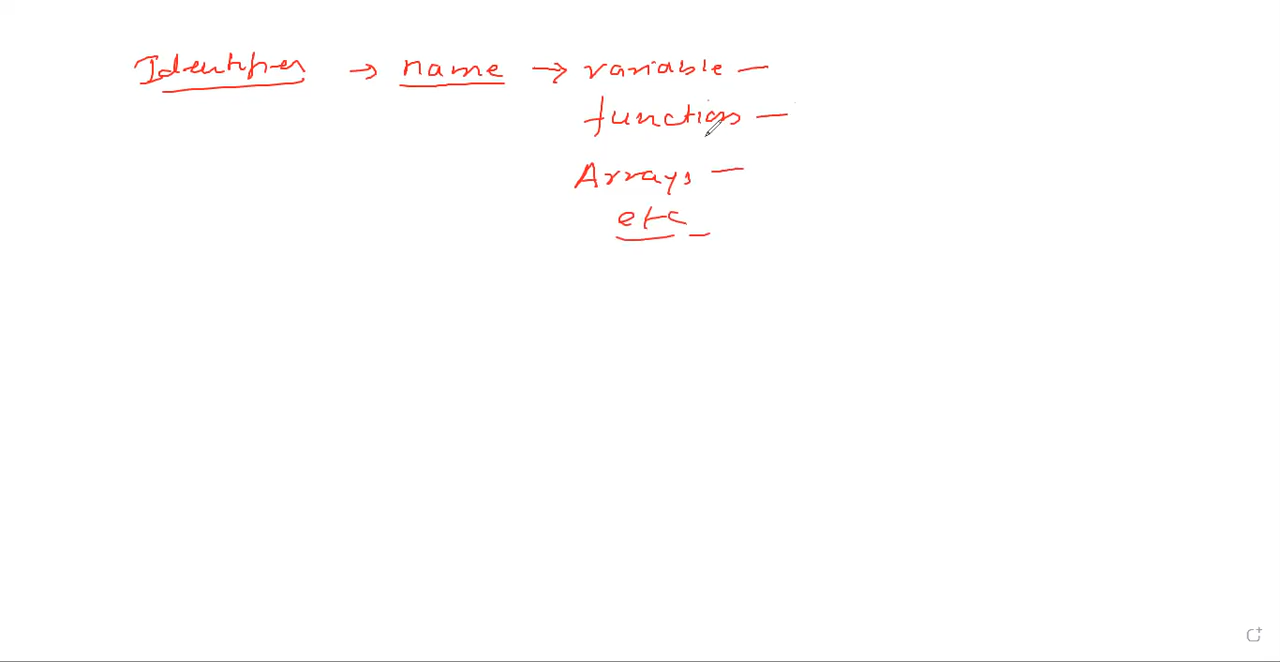 Identifier → name → variable —
functions —
Arrays —
etc